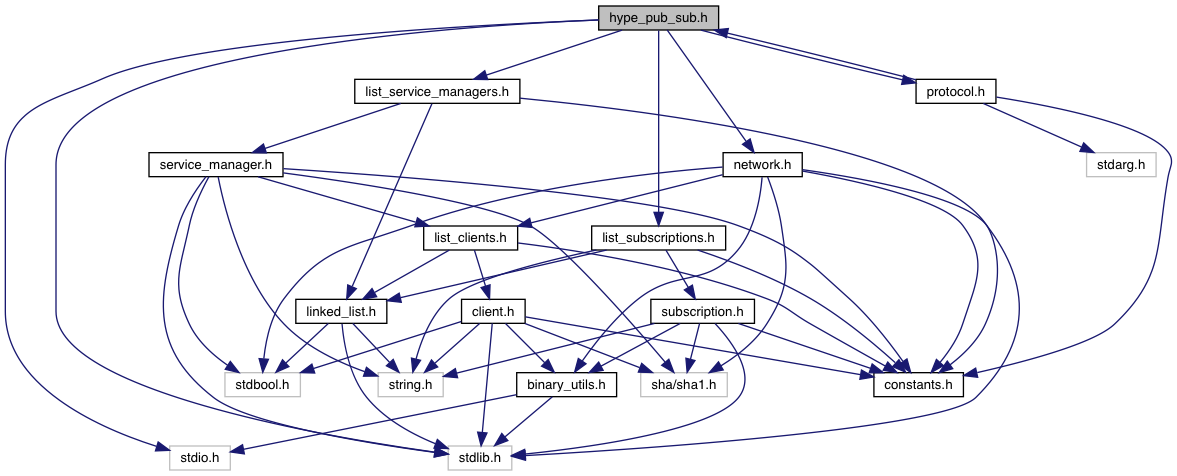 hype_pub_sub.h
list_service_managers.h
protocol.h
service_manager.h
network.h
stdarg.h
list_clients.h
list_subscriptions.h
linked_list.h
client.h
subscription.h
stdbool.h
string.h
binary_utils.h
sha/sha1.h
constants.h
stdio.h
stdlib.h